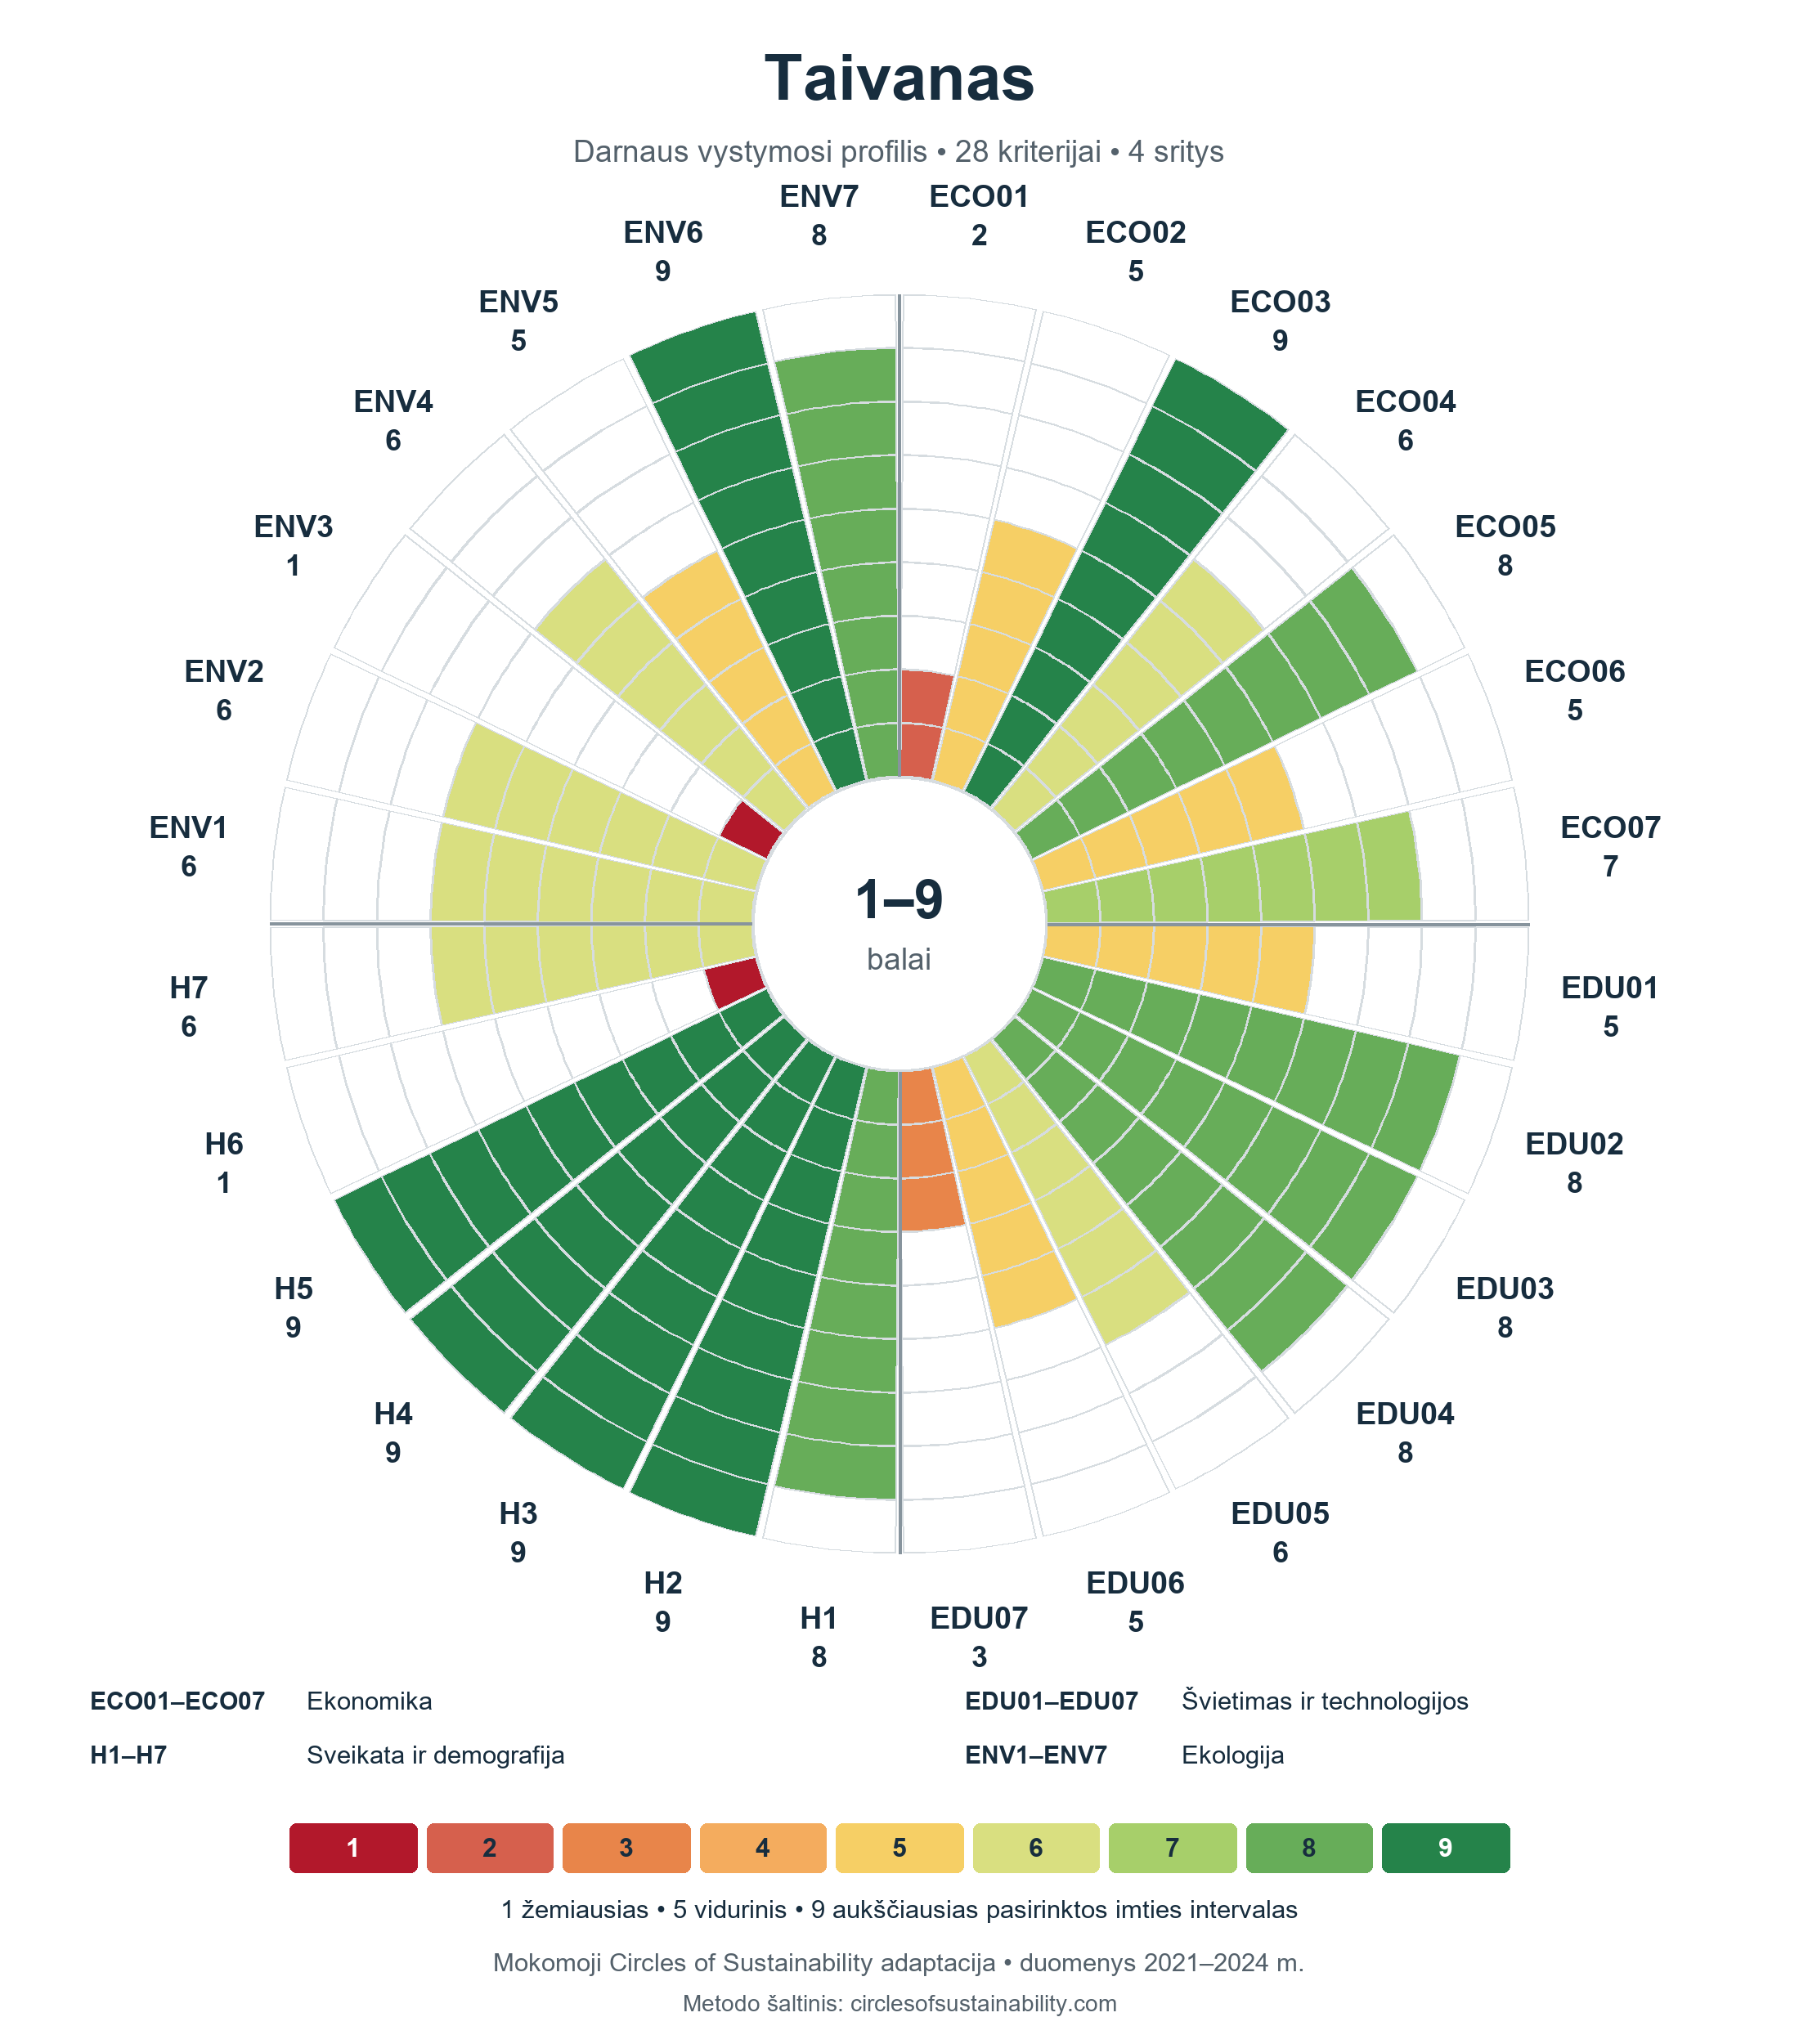 Taivanas
Darnaus vystymosi profilis • 28 kriterijai • 4 sritys
ENV7
8
ECO01
2
ECO02
5
ECO03
9
ECO04
6
ECO05
8
ECO06
5
ECO07
7
EDU01
5
EDU02
8
EDU03
8
EDU04
8
EDU05
6
EDU06
5
EDU07
3
H1
8
H2
9
H3
9
H4
9
H5
9
H6
1
H7
6
ENV1
6
ENV2
6
ENV3
1
ENV4
6
ENV5
5
ENV6
9
1–9
balai
ECO01–ECO07 Ekonomika
EDU01–EDU07 Švietimas ir technologijos
H1–H7 Sveikata ir demografija
ENV1–ENV7 Ekologija
1 2 3 4 5 6 7 8 9
1 žemiausias • 5 vidurinis • 9 aukščiausias pasirinktos imties intervalas
Mokomoji Circles of Sustainability adaptacija • duomenys 2021–2024 m.
Metodo šaltinis: circlesofsustainability.com